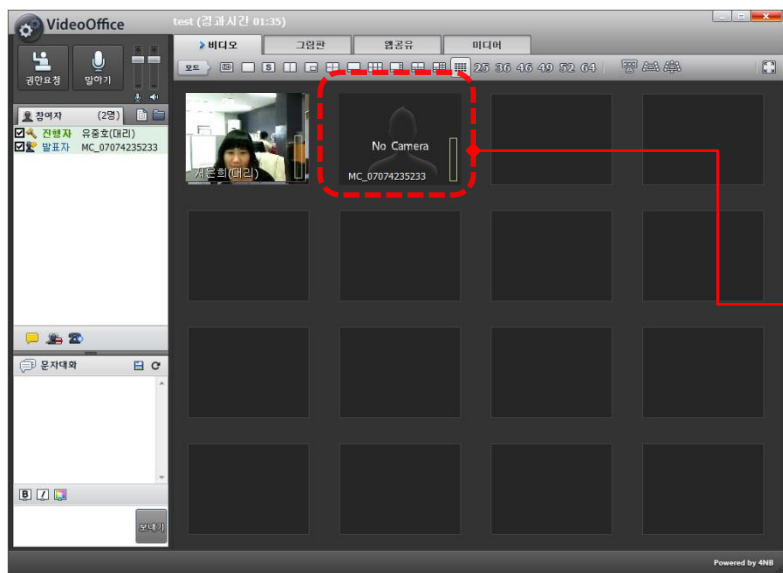 VideoOffice
test (경과시간 01:35)
비디오 그림판 웹공유 미디어
권한요청 말하기
모드 S 25 36 46 49 52 64
참여자 (2명)
진행자 유중호(대리)
발표자 MC_07074235233
(대리)
No Camera
MC_07074235233
문자대화
B I
보내기
Powered by 4NB